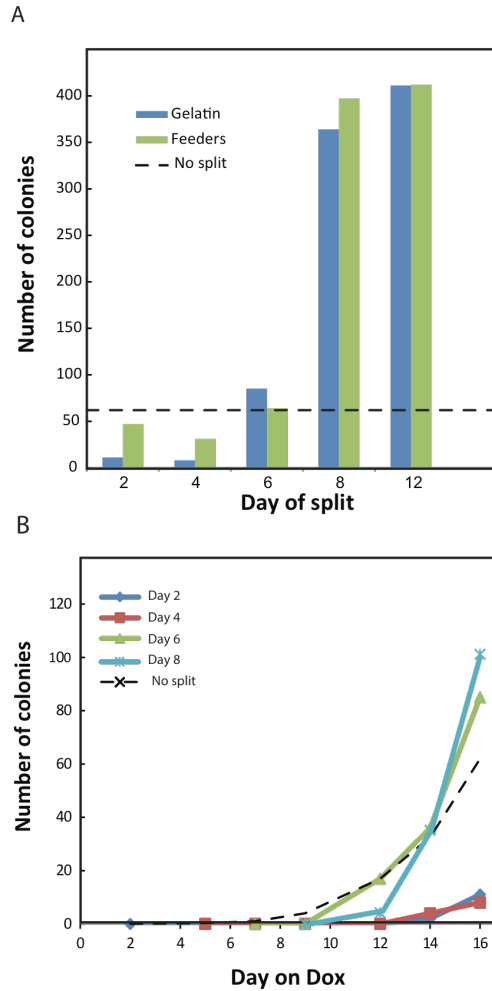 A
Number of colonies
400
350
300
250
200
150
100
50
0
Gelatin
Feeders
No split
2 4 6 8 12
Day of split
B
Number of colonies
120
100
80
60
40
20
0
Day 2
Day 4
Day 6
Day 8
No split
0 2 4 6 8 10 12 14 16
Day on Dox